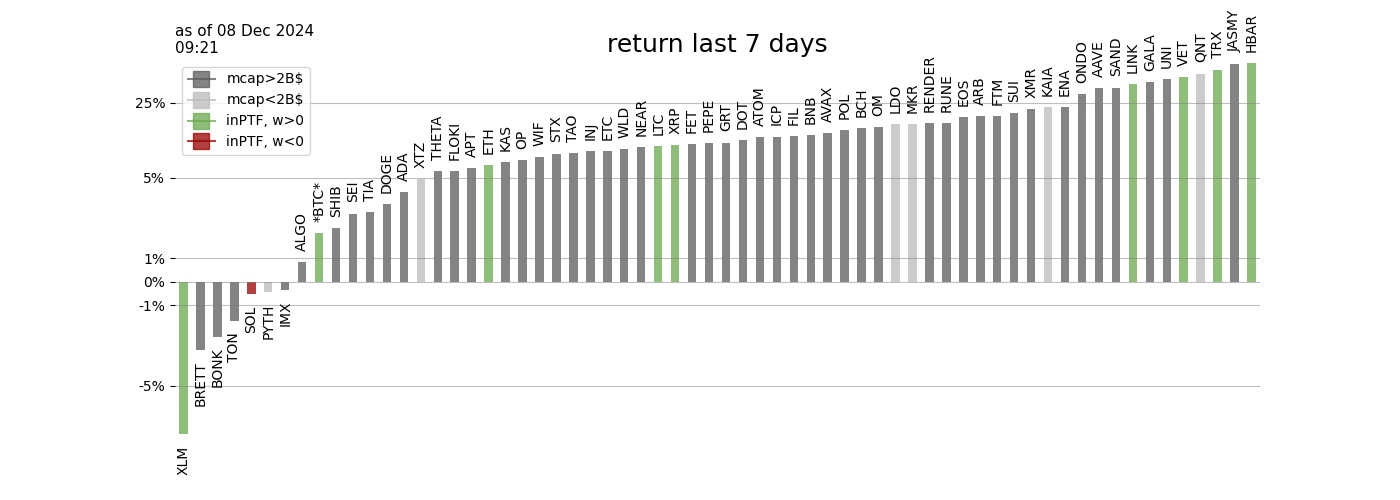 as of 08 Dec 2024
09:21
return last 7 days
mcap>2B$
mcap<2B$
inPTF, w>0
inPTF, w<0
25%
5%
1%
0%
-1%
-5%
XLM
BRETT
BONK
TON
SOL
PYTH
IMX
ALGO
*BTC*
SHIB
SEI
TIA
DOGE
ADA
XTZ
THETA
FLOKI
APT
ETH
KAS
OP
WIF
STX
TAO
INJ
ETC
WLD
NEAR
LTC
XRP
FET
PEPE
GRT
DOT
ATOM
ICP
FIL
BNB
AVAX
POL
BCH
OM
LDO
MKR
RENDER
RUNE
EOS
ARB
FTM
SUI
XMR
KAIA
ENA
ONDO
AAVE
SAND
LINK
GALA
UNI
VET
QNT
TRX
JASMY
HBAR